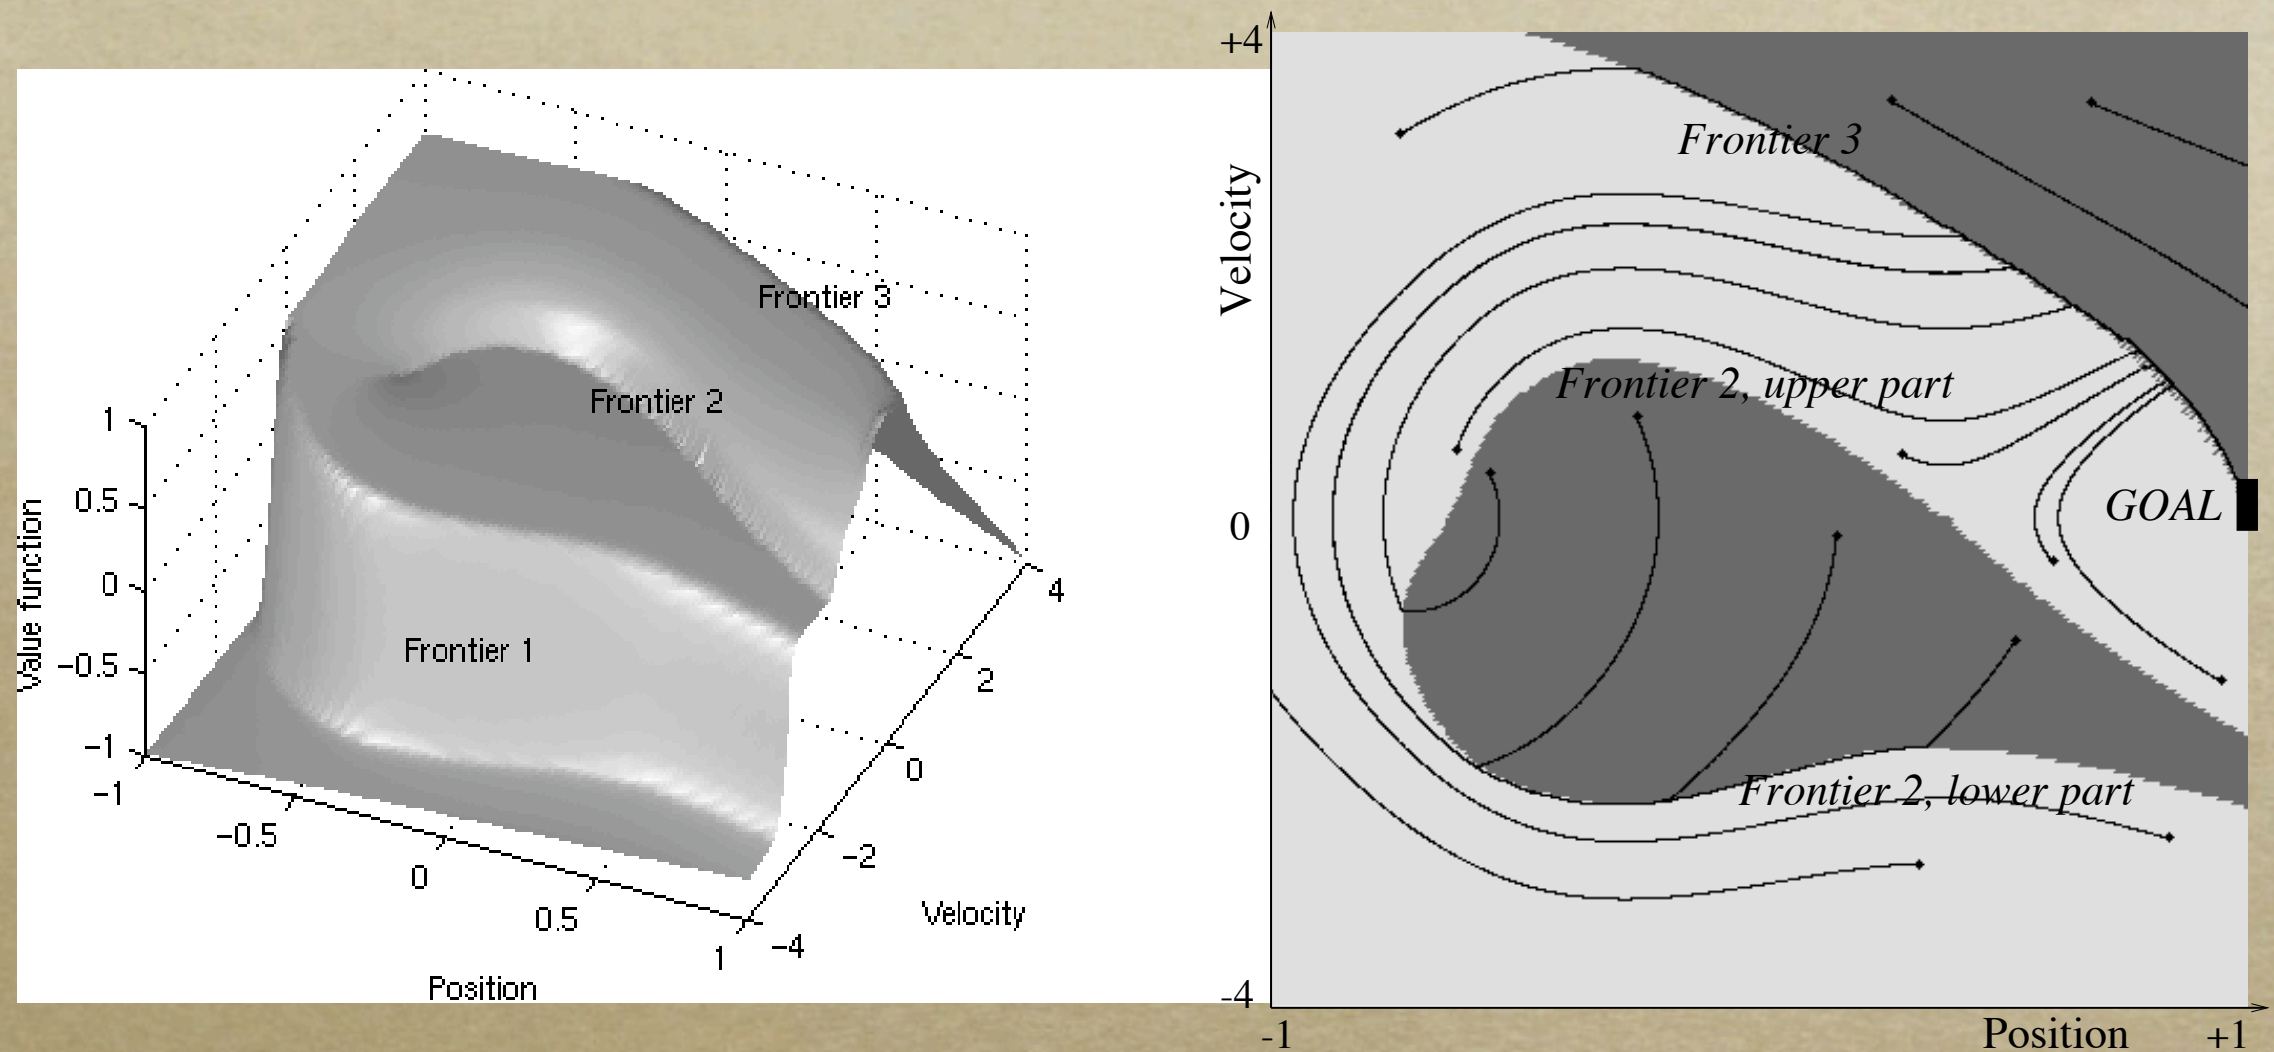 Frontier 3
Frontier 2
Frontier 1
Value function
1
0.5
0
−0.5
−1
−1
−0.5
0
0.5
1
Position
−4
−2
0
2
4
Velocity
+4
Velocity
0
-4
-1
Position
+1
Frontier 3
Frontier 2, upper part
GOAL
Frontier 2, lower part